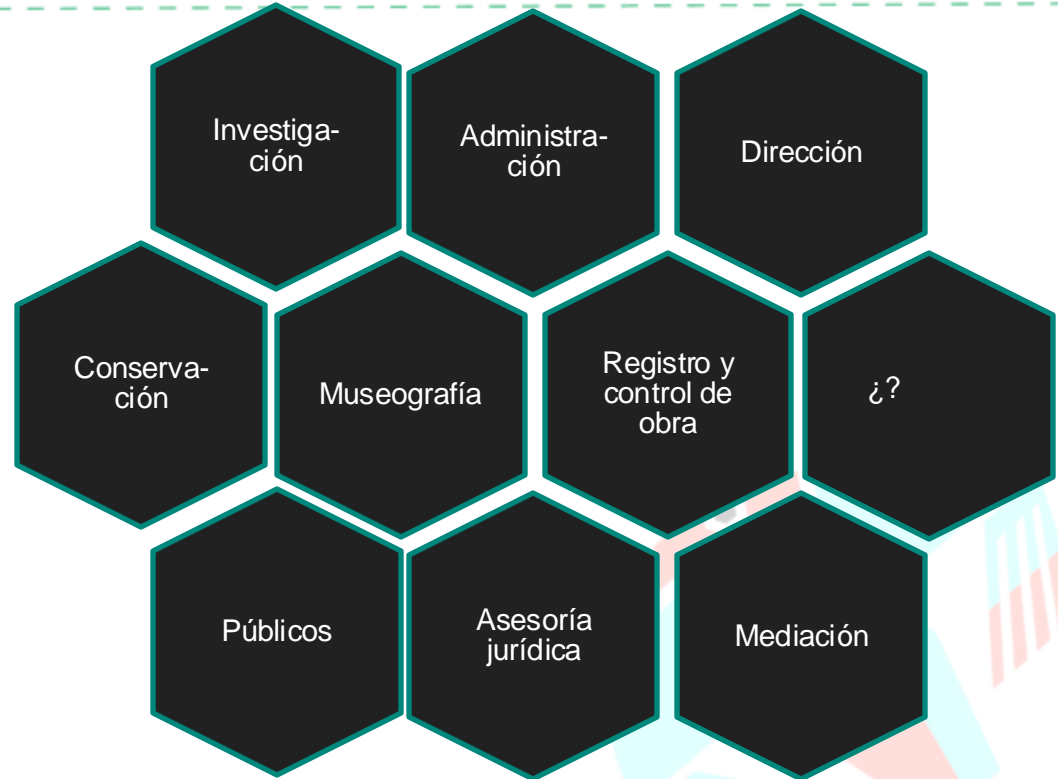 Investiga-
ción
Administra-
ción
Dirección
Conserva-
ción
Museografía
Registro y
control de
obra
¿?
Públicos
Asesoría
jurídica
Mediación